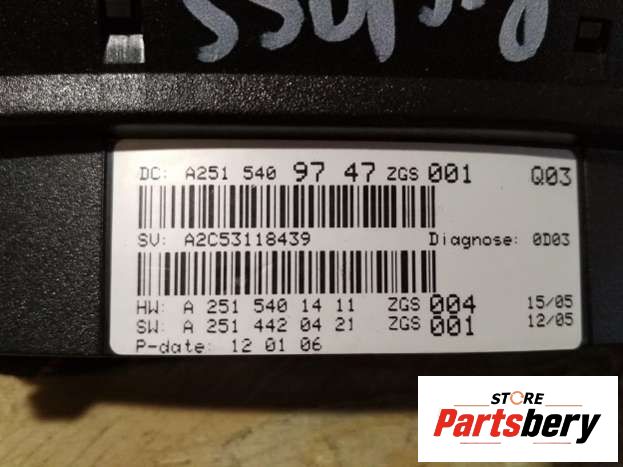 DC: A251 540 97 47 ZGS 001 Q03
SV: A2C53118439 Diagnose: 0D03
HW: A 251 540 14 11 ZGS 004 15/05
SW: A 251 442 04 21 ZGS 001 12/05
P-date: 12 01 06
STORE
Partsbery